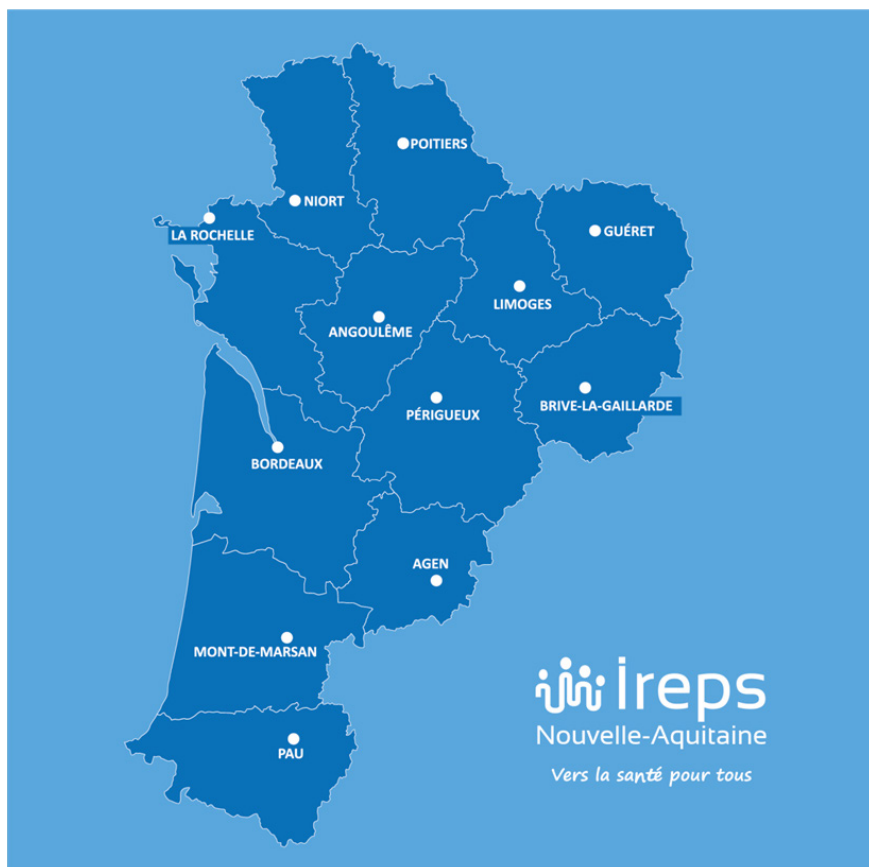 POITIERS
NIORT
LA ROCHELLE
GUÉRET
LIMOGES
ANGOULÊME
BRIVE-LA-GAILLARDE
PÉRIGUEUX
BORDEAUX
AGEN
MONT-DE-MARSAN
PAU
ireps
Nouvelle-Aquitaine
Vers la santé pour tous